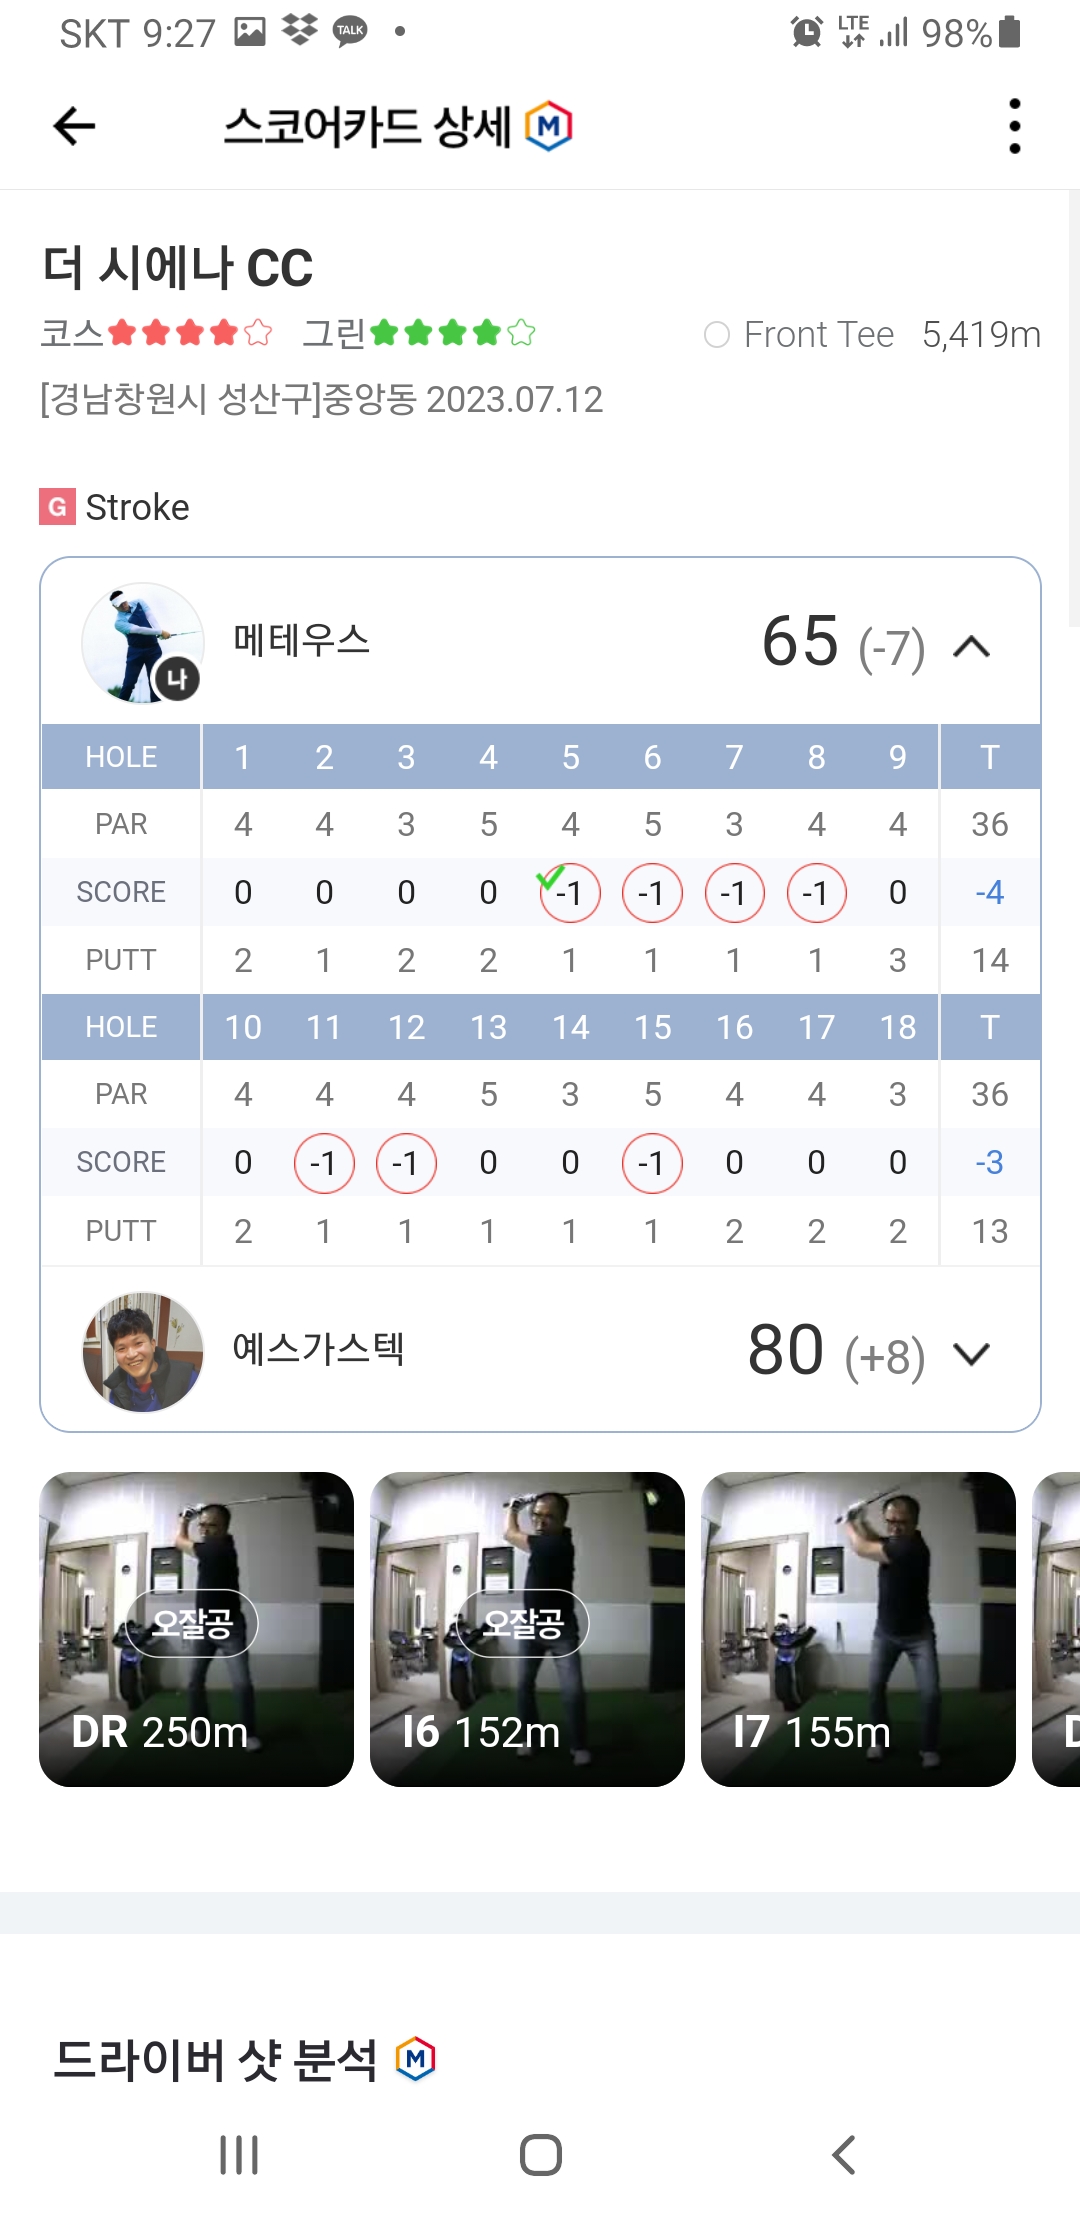 SKT 9:27 TALK LTE 98%
스코어카드 상세 M
더 시에나 CC
코스 그린 Front Tee 5,419m
[경남창원시 성산구]중앙동 2023.07.12
G Stroke
나 메테우스 65 (-7)
HOLE 1 2 3 4 5 6 7 8 9 T
PAR 4 4 3 5 4 5 3 4 4 36
SCORE 0 0 0 0 -1 -1 -1 -1 0 -4
PUTT 2 1 2 2 1 1 1 1 3 14
HOLE 10 11 12 13 14 15 16 17 18 T
PAR 4 4 4 5 3 5 4 4 3 36
SCORE 0 -1 -1 0 0 -1 0 0 0 -3
PUTT 2 1 1 1 1 1 2 2 2 13
예스가스텍 80 (+8)
오잘공 오잘공
DR 250m I6 152m I7 155m
드라이버 샷 분석 M